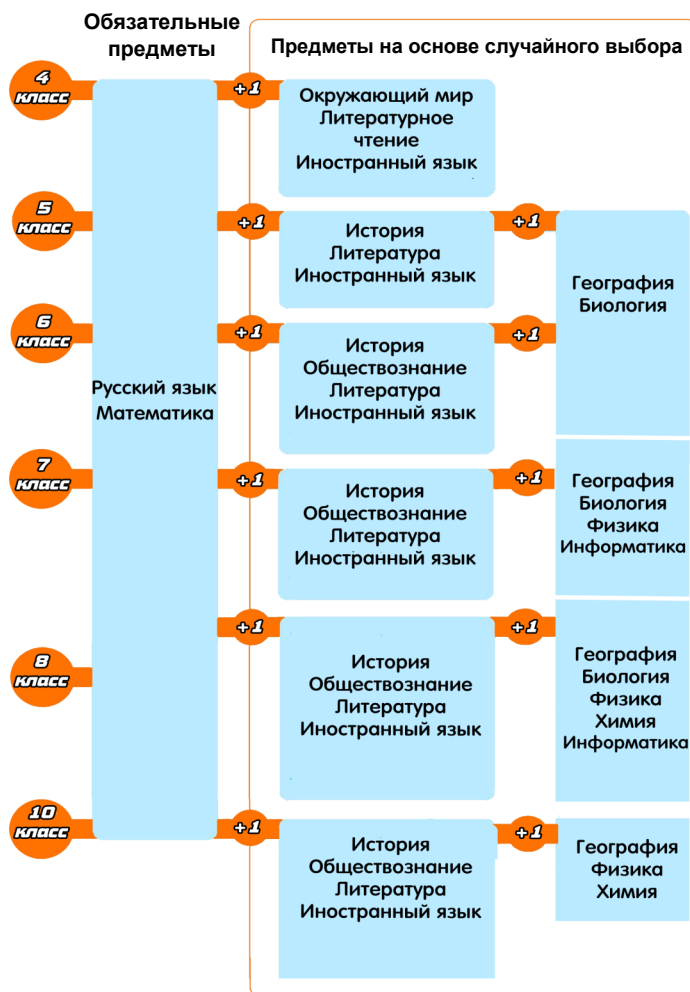 Обязательные
предметы
Предметы на основе случайного выбора
4
класс
+1
Окружающий мир
Литературное
чтение
Иностранный язык
5
класс
+1
История
Литература
Иностранный язык
+1
География
Биология
6
класс
+1
История
Обществознание
Литература
Иностранный язык
+1
Русский язык
Математика
7
класс
+1
История
Обществознание
Литература
Иностранный язык
+1
География
Биология
Физика
Информатика
8
класс
+1
История
Обществознание
Литература
Иностранный язык
+1
География
Биология
Физика
Химия
Информатика
10
класс
+1
История
Обществознание
Литература
Иностранный язык
+1
География
Физика
Химия